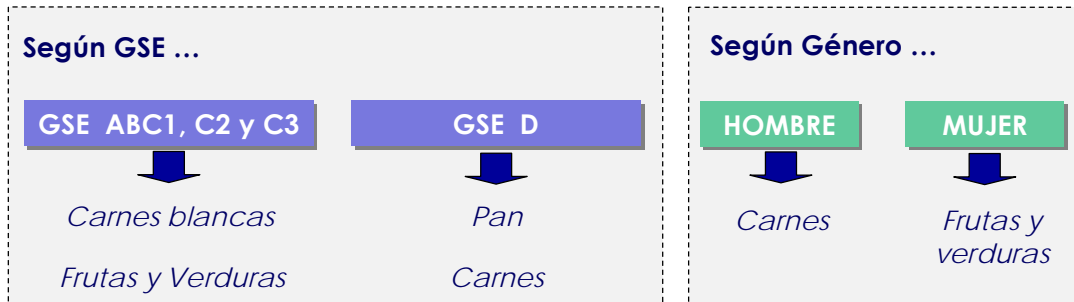 Según GSE …
GSE ABC1, C2 y C3
GSE D
Carnes blancas
Pan
Frutas y Verduras
Carnes
Según Género …
HOMBRE
MUJER
Carnes
Frutas y
verduras